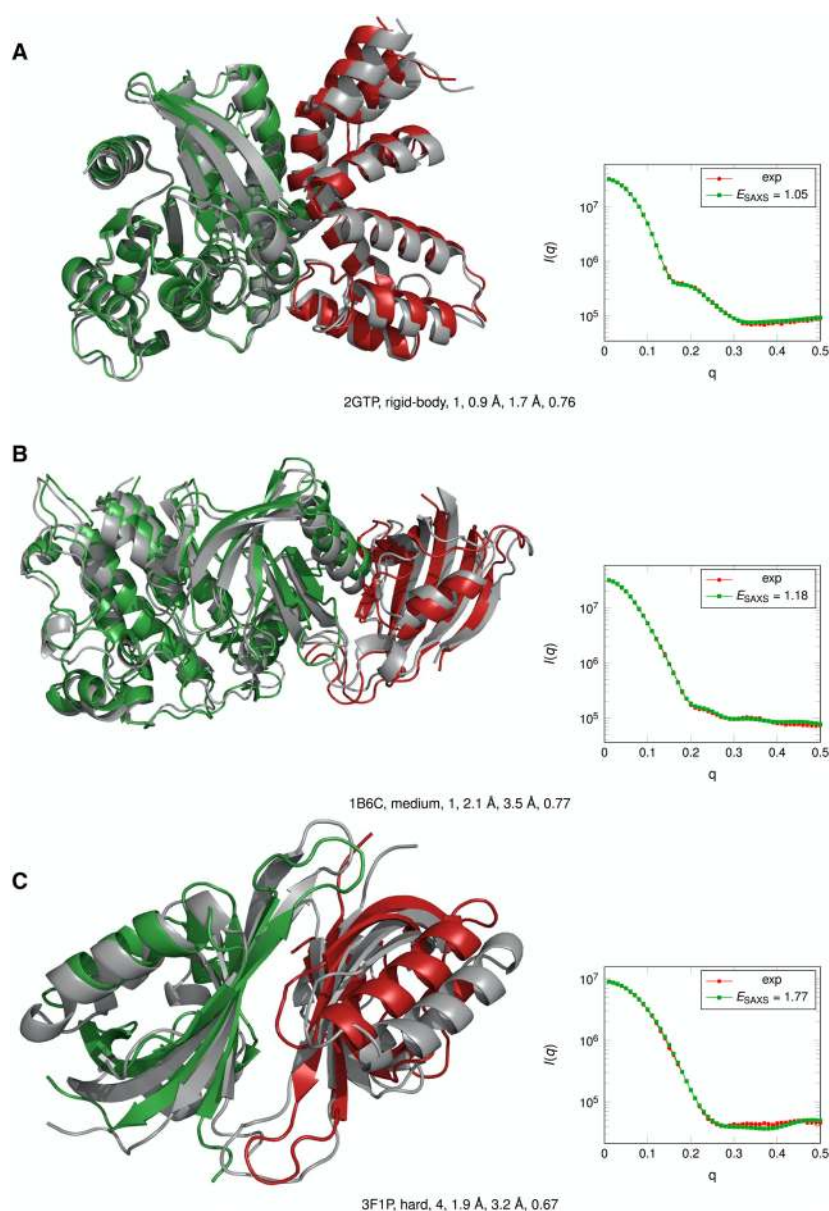 A
exp
E_SAXS = 1.05
10^7
10^6
10^5
I(q)
0 0.1 0.2 0.3 0.4 0.5
q
2GTP, rigid-body, 1, 0.9 Å, 1.7 Å, 0.76
B
exp
E_SAXS = 1.18
10^7
10^6
10^5
I(q)
0 0.1 0.2 0.3 0.4 0.5
q
1B6C, medium, 1, 2.1 Å, 3.5 Å, 0.77
C
exp
E_SAXS = 1.77
10^7
10^6
10^5
I(q)
0 0.1 0.2 0.3 0.4 0.5
q
3F1P, hard, 4, 1.9 Å, 3.2 Å, 0.67